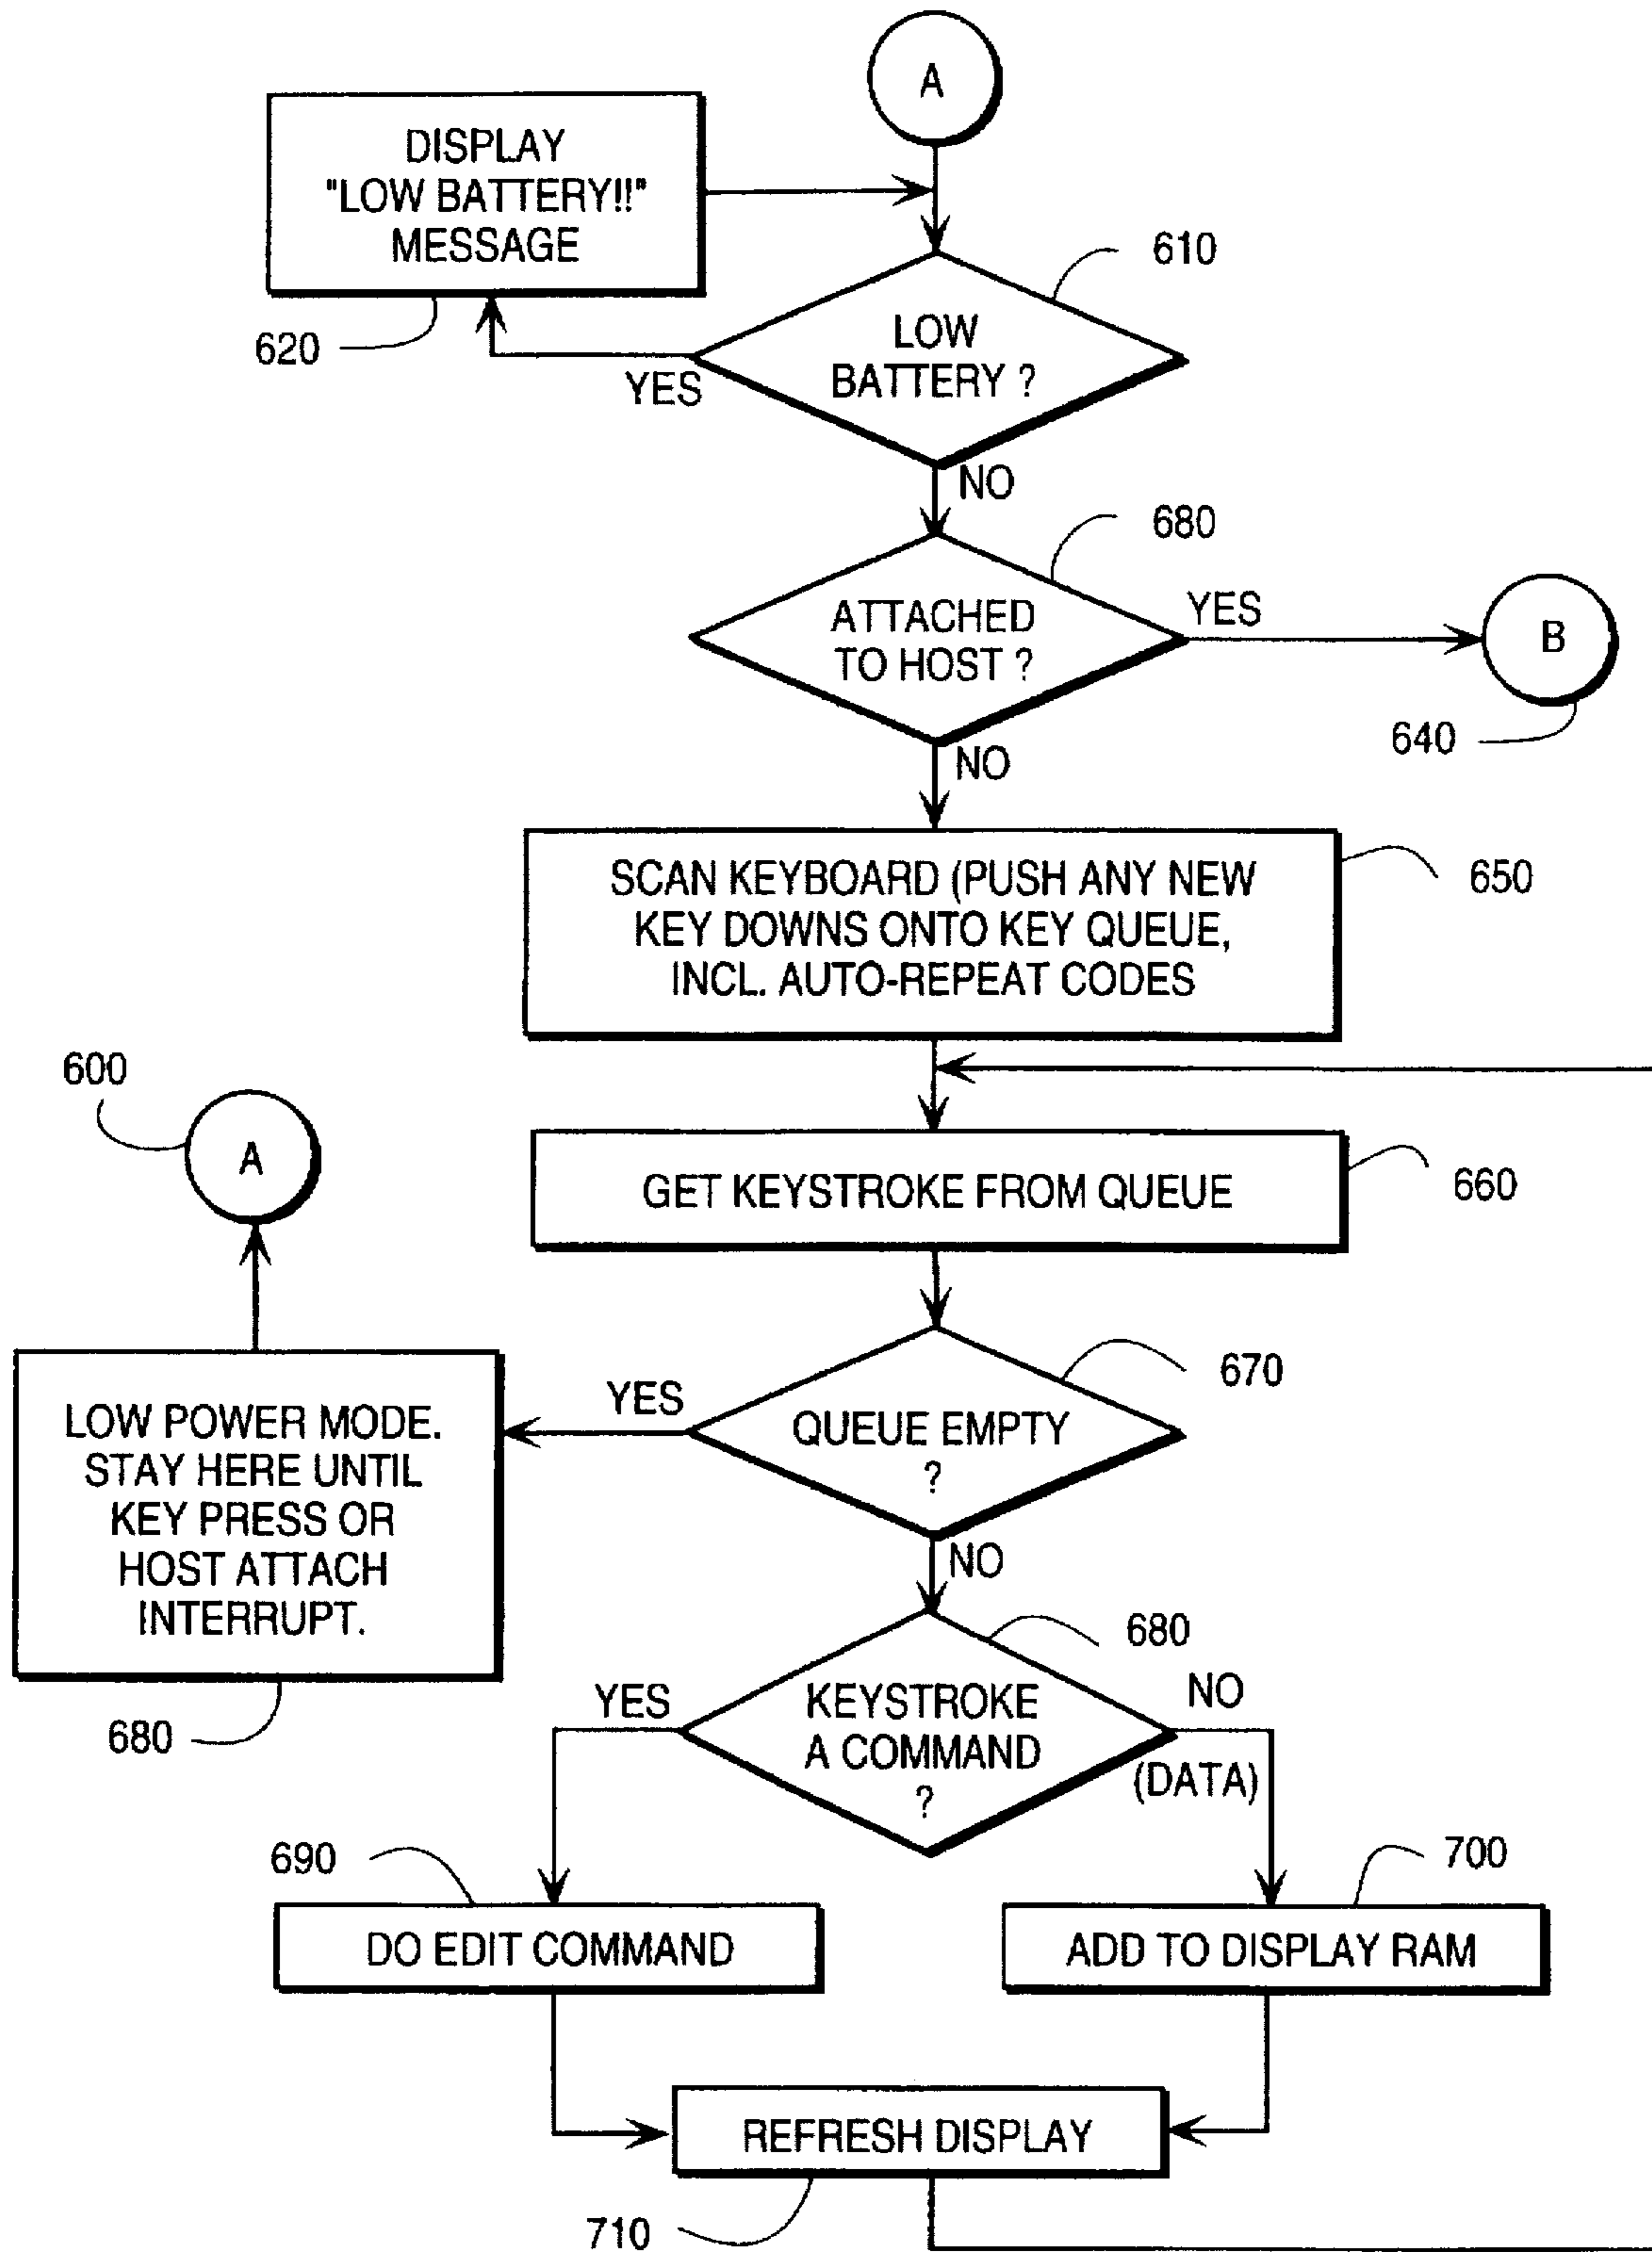 A
DISPLAY
"LOW BATTERY!!"
MESSAGE
610
620
LOW
BATTERY ?
YES
NO
680
ATTACHED
TO HOST ?
YES
B
640
NO
SCAN KEYBOARD (PUSH ANY NEW
KEY DOWNS ONTO KEY QUEUE,
INCL. AUTO-REPEAT CODES
650
600
A
GET KEYSTROKE FROM QUEUE
660
670
YES
QUEUE EMPTY
?
LOW POWER MODE.
STAY HERE UNTIL
KEY PRESS OR
HOST ATTACH
INTERRUPT.
680
NO
680
YES
KEYSTROKE
A COMMAND
?
NO
(DATA)
690
700
DO EDIT COMMAND
ADD TO DISPLAY RAM
REFRESH DISPLAY
710